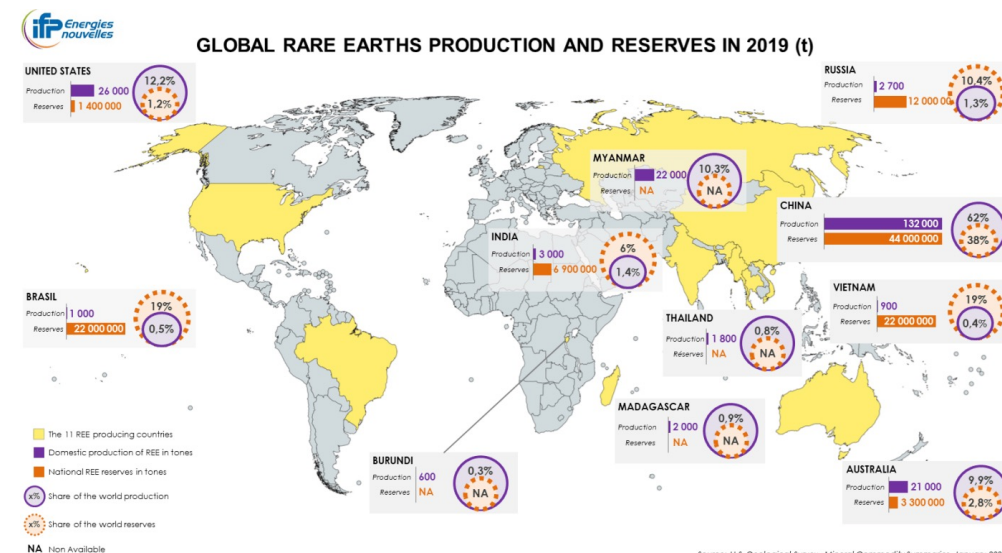 ifp Energies
nouvelles
GLOBAL RARE EARTHS PRODUCTION AND RESERVES IN 2019 (t)
UNITED STATES
Production 26 000
Reserves 1 400 000
12,2%
1,2%
RUSSIA
Production 2 700
Reserves 12 000 00
10,4%
1,3%
MYANMAR
Production 22 000
Reserves NA
10,3%
NA
CHINA
Production 132 000
Reserves 44 000 000
62%
38%
INDIA
Production 3 000
Reserves 6 900 000
6%
1,4%
BRASIL
Production 1 000
Reserves 22 000 000
19%
0,5%
VIETNAM
Production 900
Reserves 22 000 000
19%
0,4%
THAILAND
Production 1 800
Réserves NA
0,8%
NA
MADAGASCAR
Production 2 000
Reserves NA
0,9%
NA
BURUNDI
Production 600
Reserves NA
0,3%
NA
AUSTRALIA
Production 21 000
Reserves 3 300 000
9,9%
2,8%
The 11 REE producing countries
Domestic production of REE in tones
National REE reserves in tones
x% Share of the world production
x% Share of the world reserves
NA Non Available